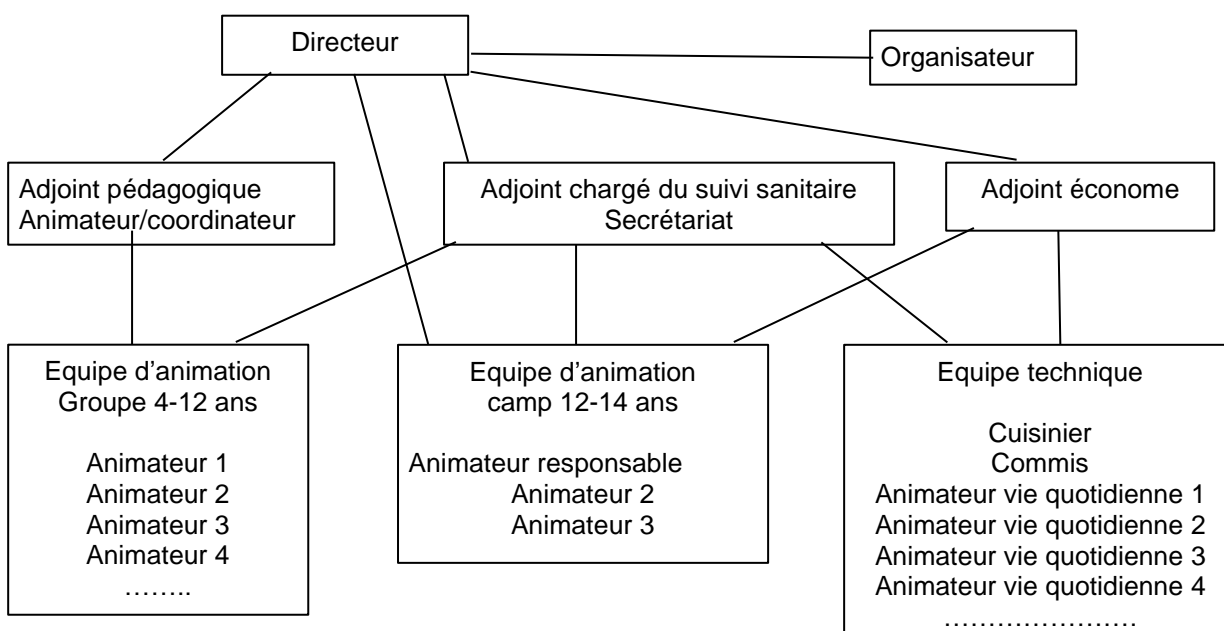 Directeur
Organisateur
Adjoint pédagogique
Animateur/coordinateur
Adjoint chargé du suivi sanitaire
Secrétariat
Adjoint économe
Equipe d’animation
Groupe 4-12 ans
Animateur 1
Animateur 2
Animateur 3
Animateur 4
……..
Equipe d’animation
camp 12-14 ans
Animateur responsable
Animateur 2
Animateur 3
Equipe technique
Cuisinier
Commis
Animateur vie quotidienne 1
Animateur vie quotidienne 2
Animateur vie quotidienne 3
Animateur vie quotidienne 4
…………………